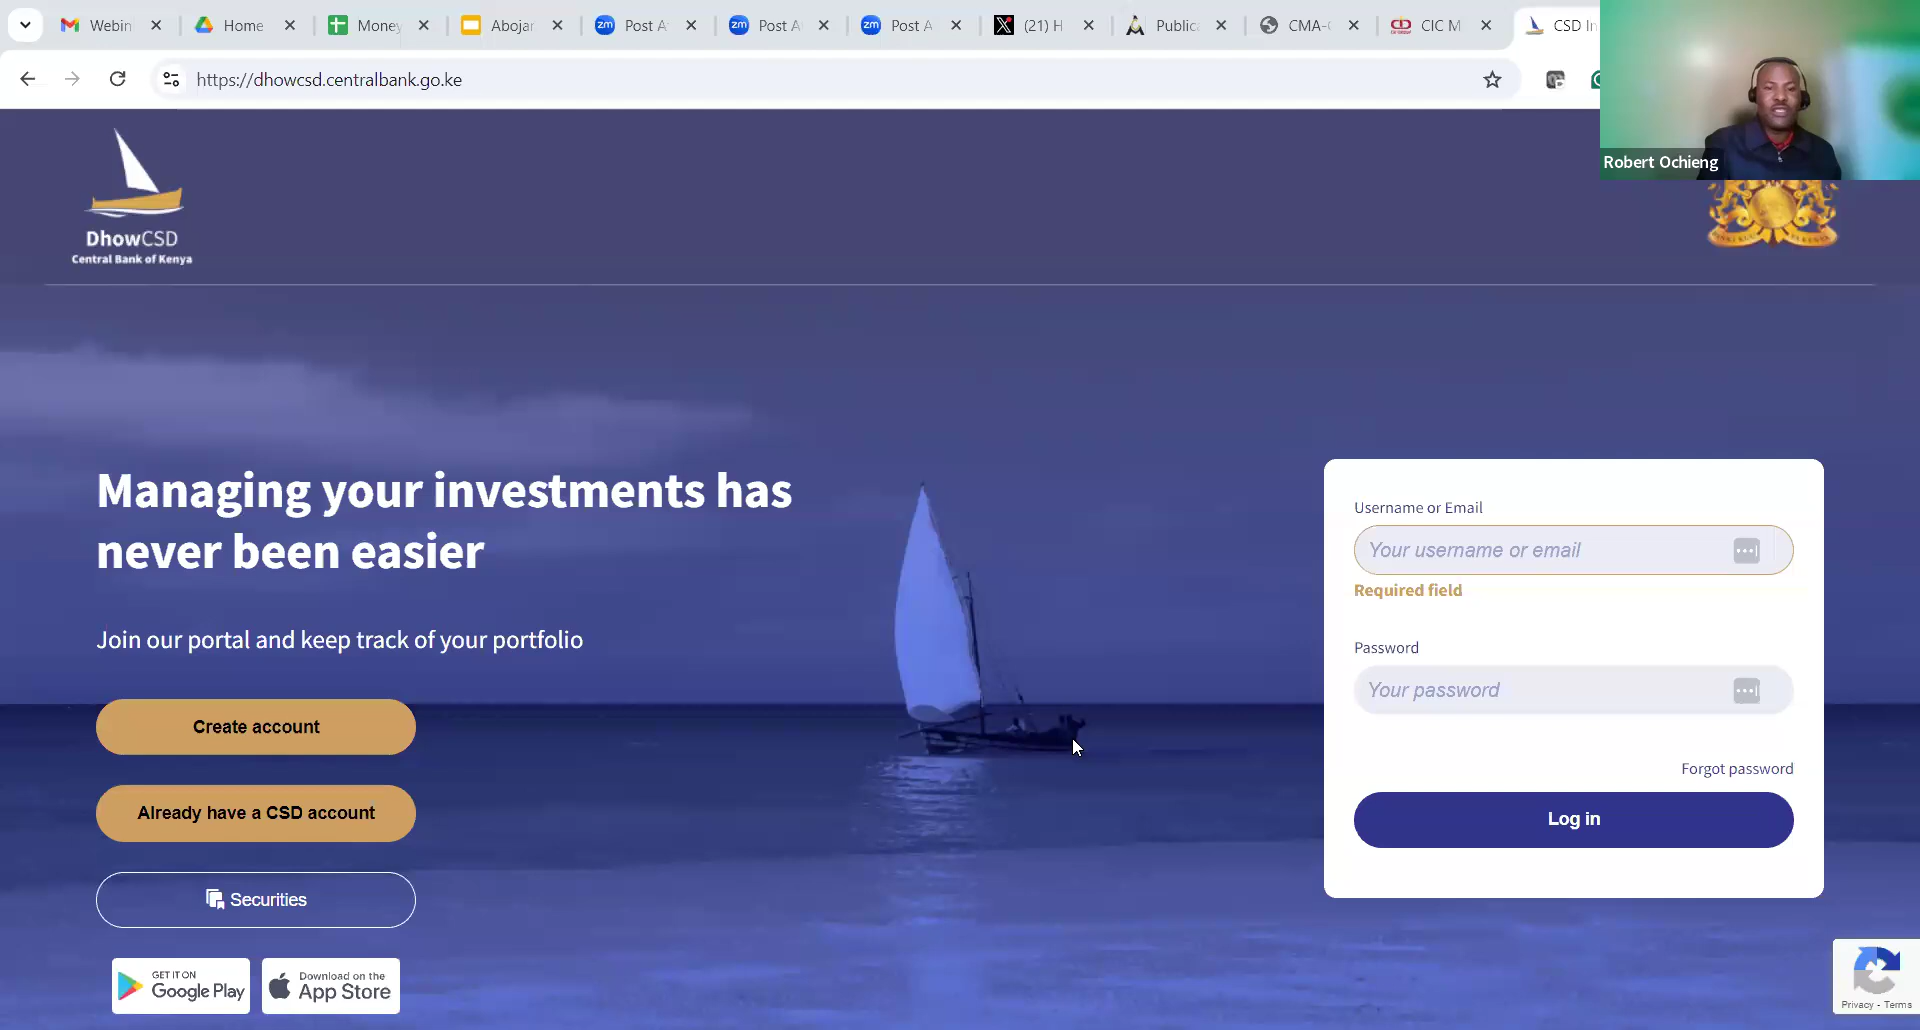 Webin
Home
Money
Abojan
Post A
Post A
Post A
(21) H
Public
CMA-
CIC M
CSD In
https://dhowcsd.centralbank.go.ke
Robert Ochieng
DhowCSD
Central Bank of Kenya
Managing your investments has
never been easier
Join our portal and keep track of your portfolio
Create account
Already have a CSD account
Securities
GET IT ON
Google Play
Download on the
App Store
Username or Email
Your username or email
Required field
Password
Your password
Forgot password
Log in
Privacy - Terms